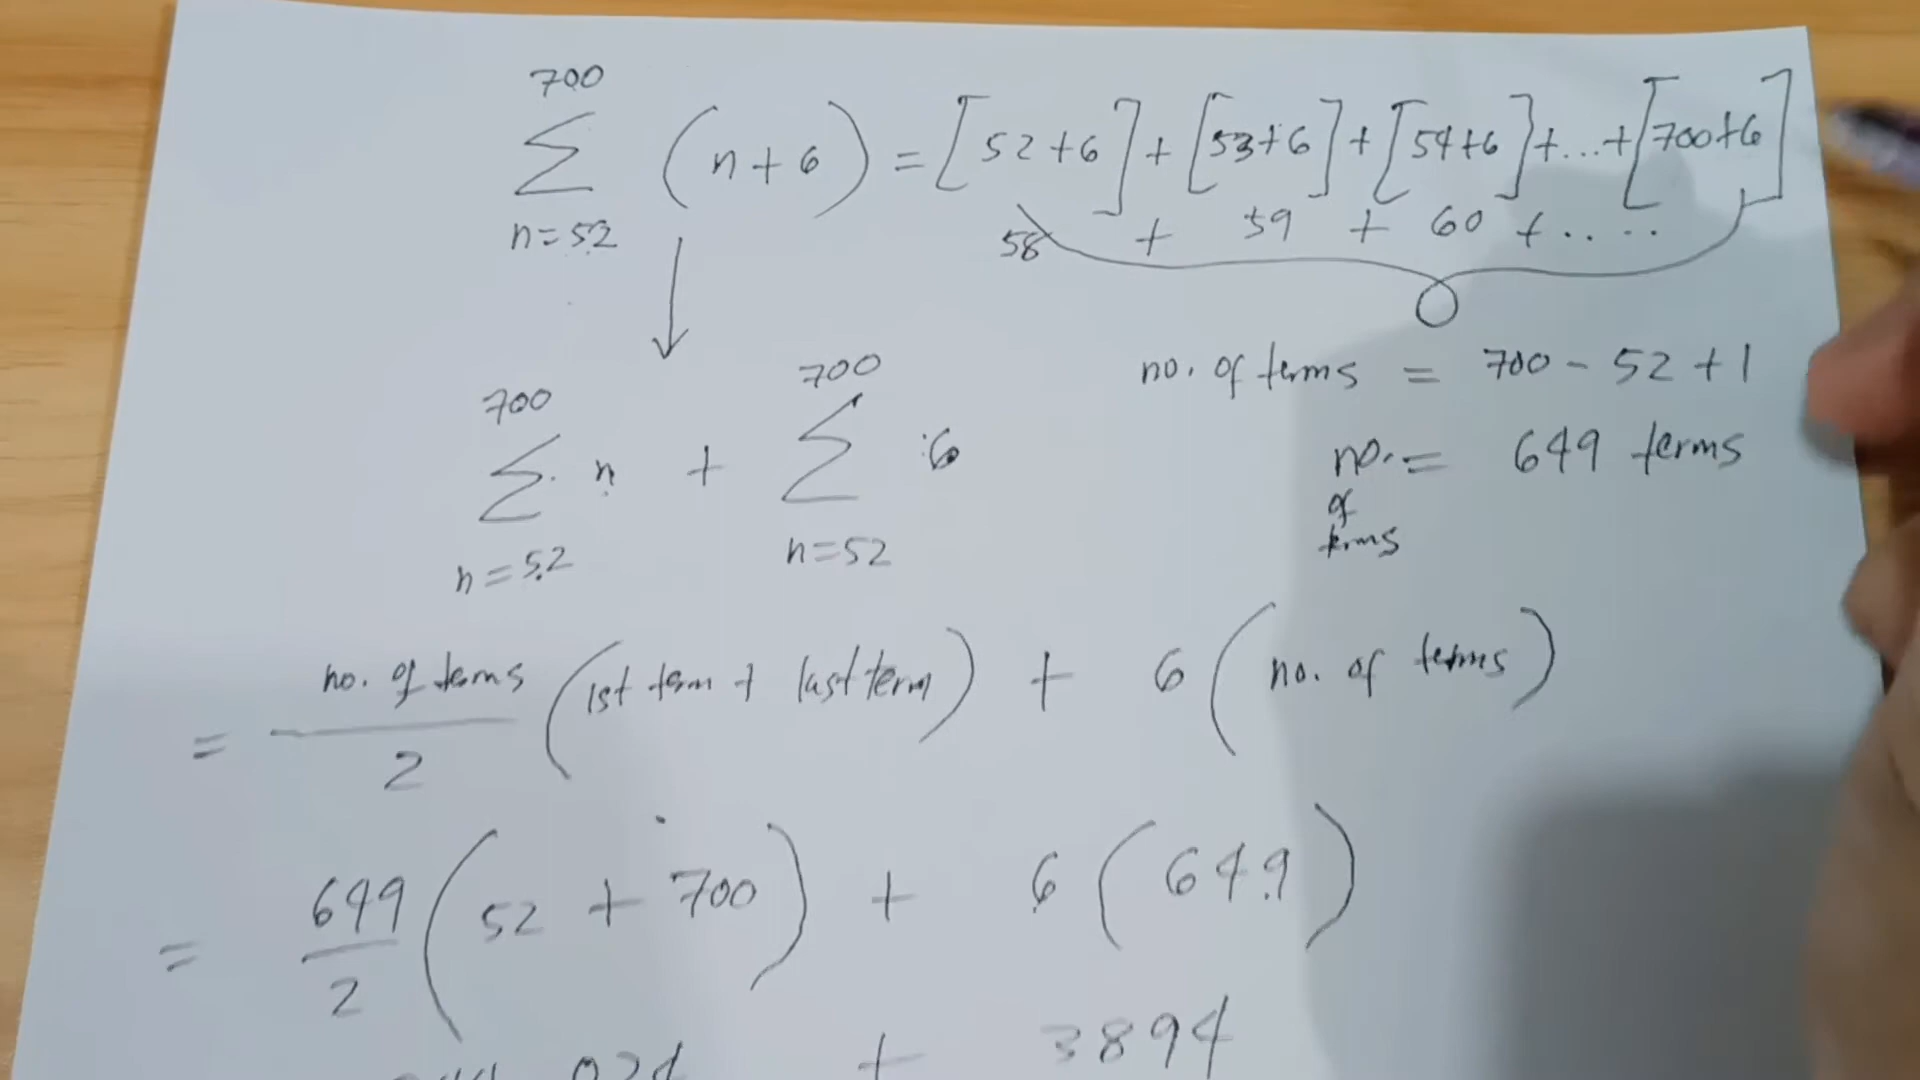 700
∑ (n+6) = [52+6] + [53+6] + [54+6] + ... + [700+6]
n=52
58 + 59 + 60 + ....
no. of terms = 700 - 52 + 1
700 700
∑ n + ∑ 6
n=52 n=52
no. of terms = 649 terms
= no. of terms / 2 (1st term + last term) + 6 (no. of terms)
= 649 / 2 (52 + 700) + 6 (649)
+ 3894